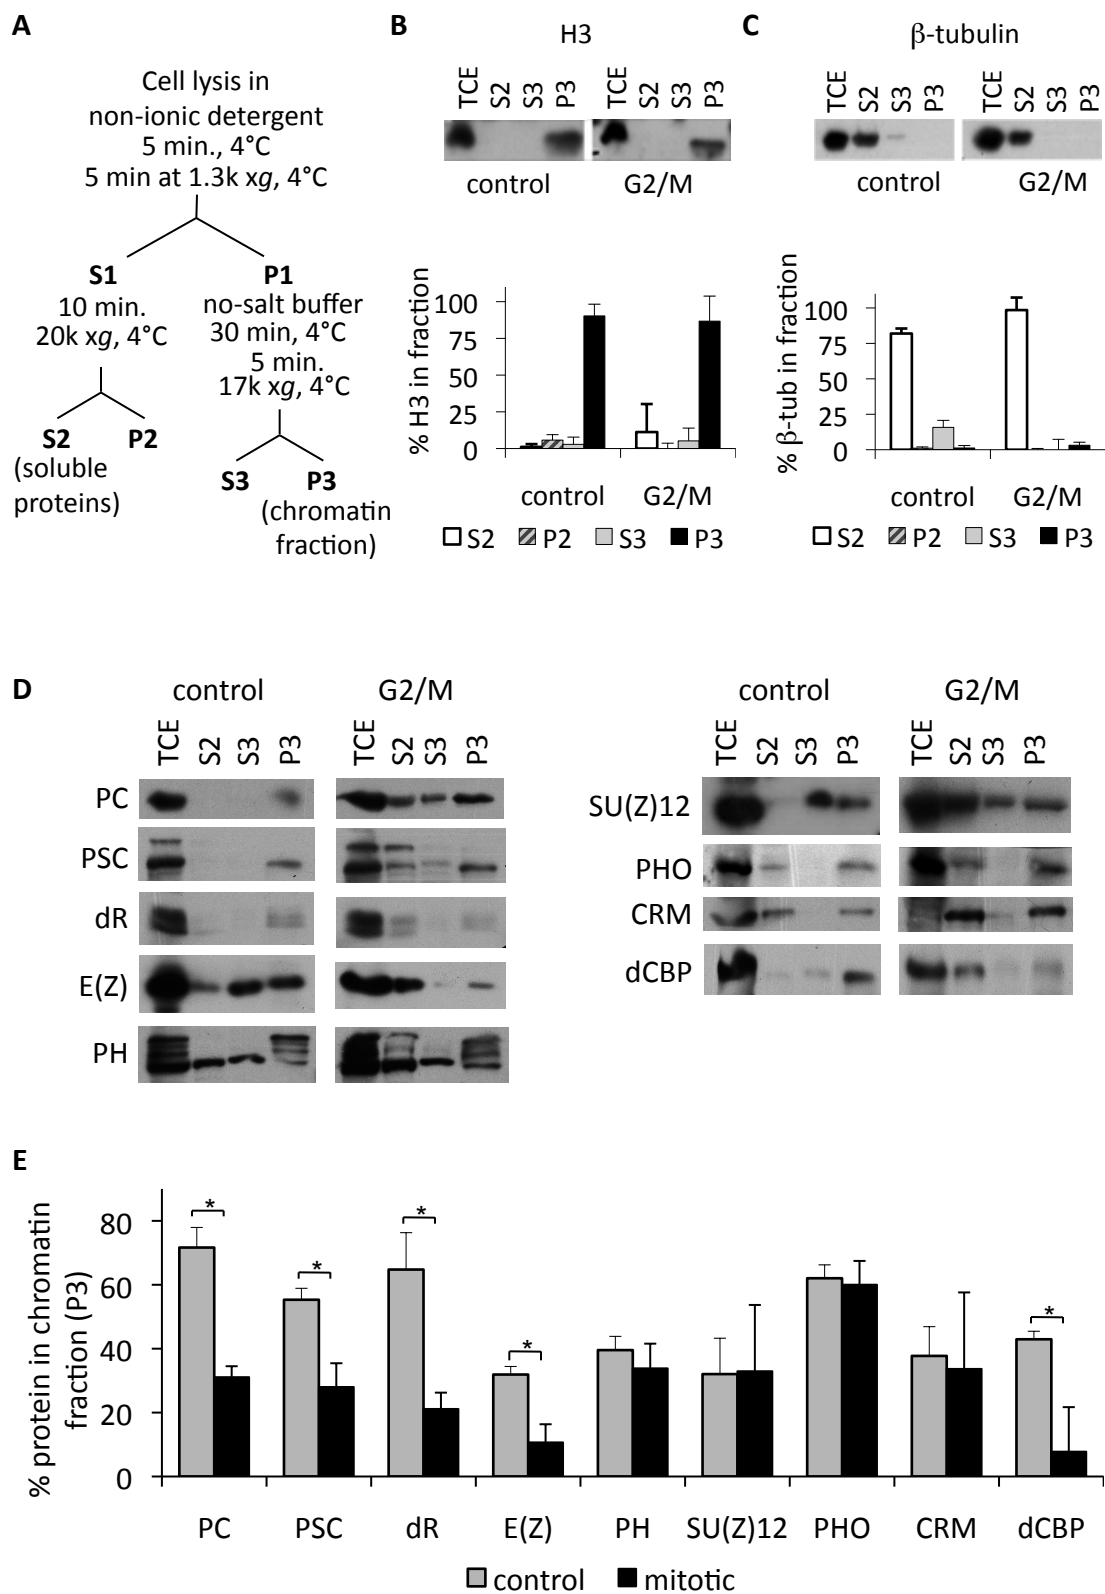 A
Cell lysis in
non-ionic detergent
5 min., 4°C
5 min at 1.3k xg, 4°C
S1
P1
10 min.
20k xg, 4°C
no-salt buffer
30 min, 4°C
5 min.
17k xg, 4°C
S2
P2
(soluble
proteins)
S3
P3
(chromatin
fraction)
B
H3
TCE S2 S3 P3 TCE S2 S3 P3
control G2/M
% H3 in fraction
100
75
50
25
0
control G2/M
S2 P2 S3 P3
C
β-tubulin
TCE S2 S3 P3 TCE S2 S3 P3
control G2/M
% β-tub in fraction
100
75
50
25
0
control G2/M
S2 P2 S3 P3
D
control G2/M
TCE S2 S3 P3 TCE S2 S3 P3
PC
PSC
dR
E(Z)
PH
control G2/M
TCE S2 S3 P3 TCE S2 S3 P3
SU(Z)12
PHO
CRM
dCBP
E
% protein in chromatin
fraction (P3)
80
60
40
20
0
* * * * *
PC PSC dR E(Z) PH SU(Z)12 PHO CRM dCBP
control mitotic